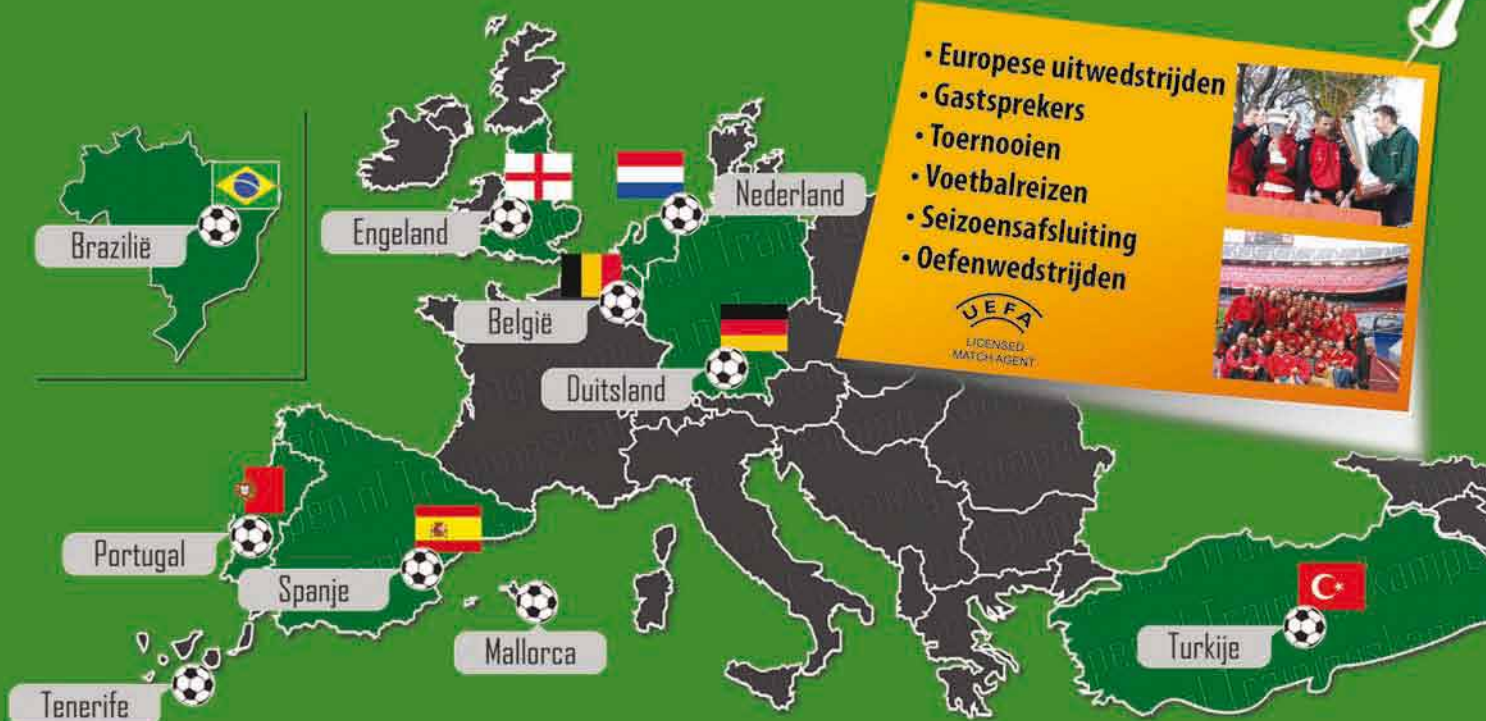 • Europese uitwedstrijden
• Gastsprekers
• Toernooien
• Voetbalreizen
• Seizoensafsluiting
• Oefenwedstrijden
UEFA
LICENSED
MATCH AGENT
Brazilië
Engeland
Nederland
België
Duitsland
Portugal
Spanje
Mallorca
Tenerife
Turkije